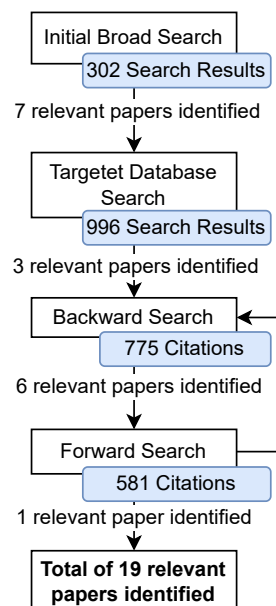 Initial Broad Search
302 Search Results
7 relevant papers identified
Targetet Database
Search
996 Search Results
3 relevant papers identified
Backward Search
775 Citations
6 relevant papers identified
Forward Search
581 Citations
1 relevant paper identified
Total of 19 relevant
papers identified